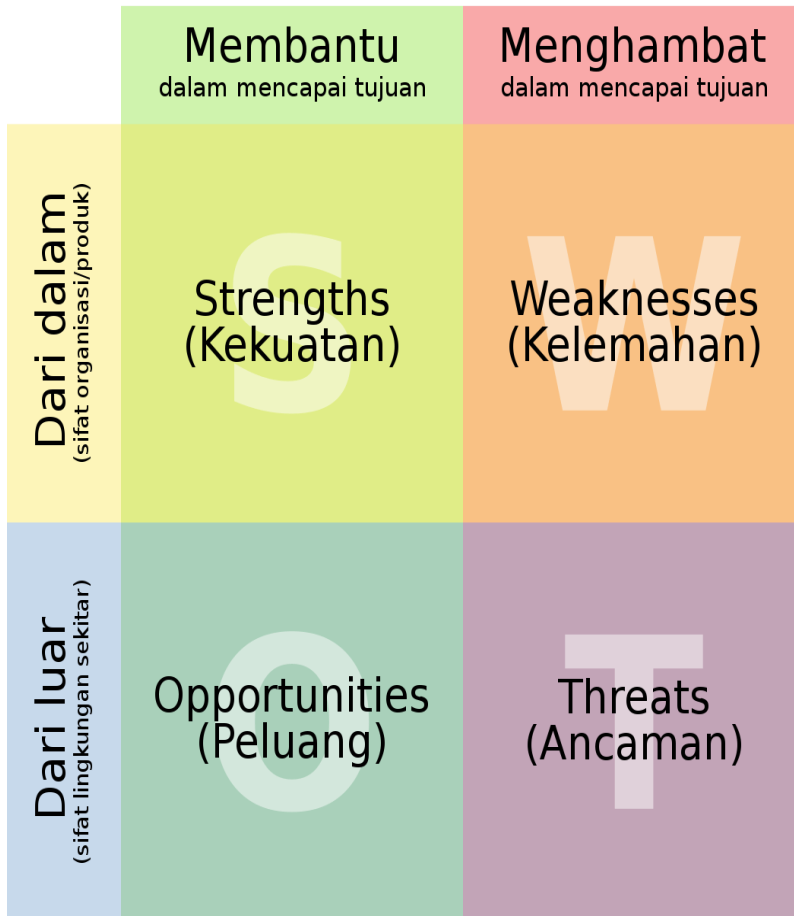 Membantu
dalam mencapai tujuan
Menghambat
dalam mencapai tujuan
Dari dalam
(sifat organisasi/produk)
S
Strengths
(Kekuatan)
W
Weaknesses
(Kelemahan)
Dari luar
(sifat lingkungan sekitar)
O
Opportunities
(Peluang)
T
Threats
(Ancaman)